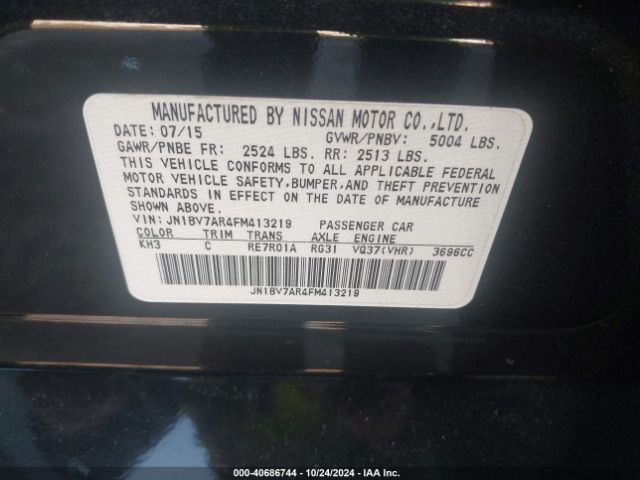 MANUFACTURED BY NISSAN MOTOR CO.,LTD.
DATE: 07/15 GVWR/PNBV: 5004 LBS.
GAWR/PNBE FR: 2524 LBS. RR: 2513 LBS.
THIS VEHICLE CONFORMS TO ALL APPLICABLE FEDERAL
MOTOR VEHICLE SAFETY,BUMPER,AND THEFT PREVENTION
STANDARDS IN EFFECT ON THE DATE OF MANUFACTURE
SHOWN ABOVE.
VIN: JN1BV7AR4FM413219 PASSENGER CAR
COLOR TRIM TRANS AXLE ENGINE
KH3 C RE7R01A RG31 VQ37(VHR) 3696CC
JN1BV7AR4FM413219
000-40686744 | 10/24/2024 | IAA Inc.